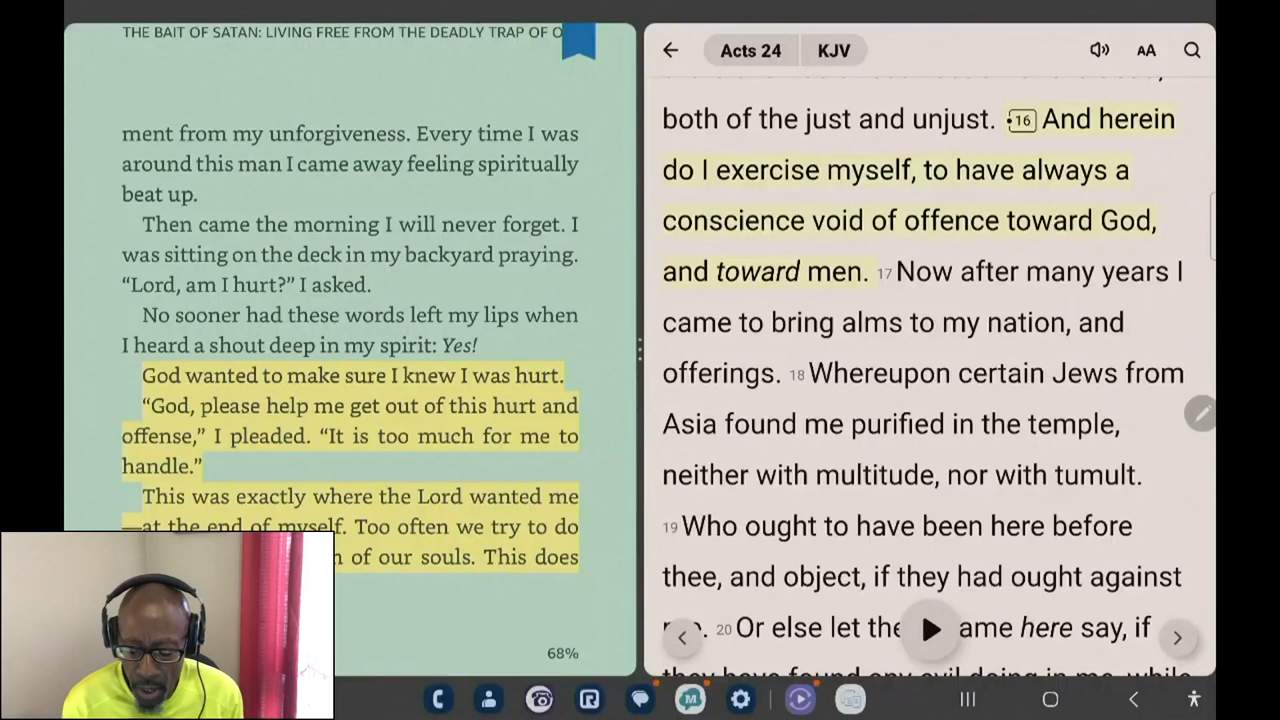 THE BAIT OF SATAN: LIVING FREE FROM THE DEADLY TRAP OF O
ment from my unforgiveness. Every time I was
around this man I came away feeling spiritually
beat up.
Then came the morning I will never forget. I
was sitting on the deck in my backyard praying.
“Lord, am I hurt?” I asked.
No sooner had these words left my lips when
I heard a shout deep in my spirit: Yes!
God wanted to make sure I knew I was hurt.
“God, please help me get out of this hurt and
offense,” I pleaded. “It is too much for me to
handle.”
This was exactly where the Lord wanted me
—at the end of myself. Too often we try to do
of our souls. This does
68%
Acts 24 KJV
AA
both of the just and unjust. 16 And herein
do I exercise myself, to have always a
conscience void of offence toward God,
and toward men. 17 Now after many years I
came to bring alms to my nation, and
offerings. 18 Whereupon certain Jews from
Asia found me purified in the temple,
neither with multitude, nor with tumult.
19 Who ought to have been here before
thee, and object, if they had ought against
20 Or else let the ame here say, if
they have found any evil doing in me, while